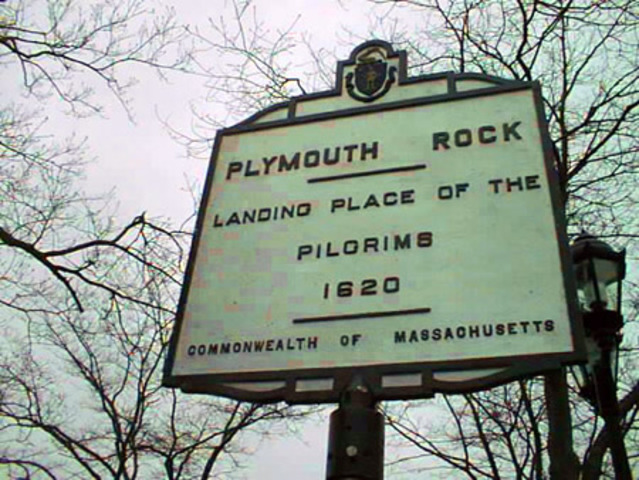 PLYMOUTH ROCK
LANDING PLACE OF THE
PILGRIMS
1620
COMMONWEALTH OF MASSACHUSETTS